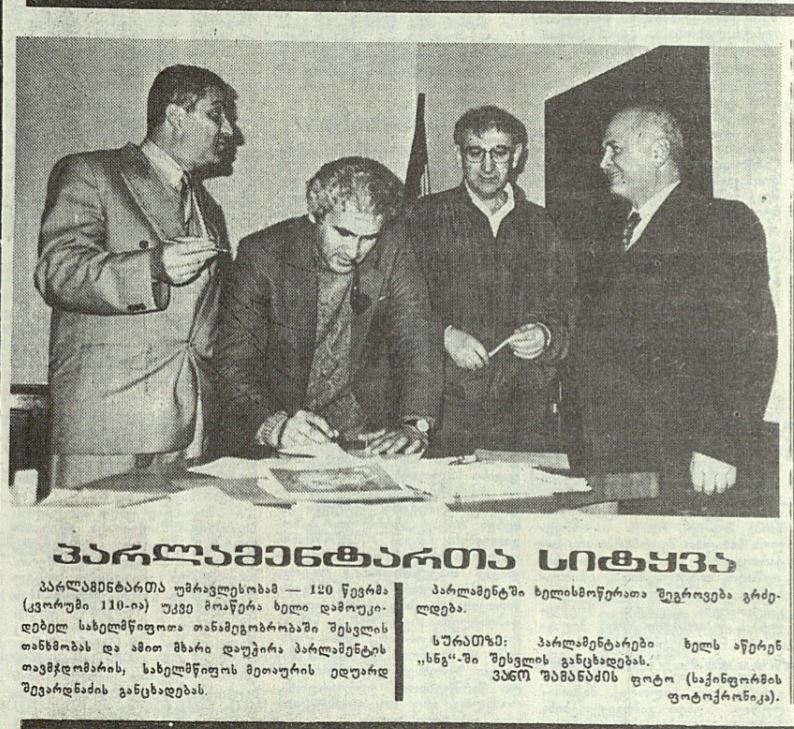 პარლამენტართა სიტყვა
პარლამენტართა უმრავლესობამ — 120 წევრმა
(კვორუმი 110-ია) უკვე მოაწერა ხელი დამოუკი-
დებელ სახელმწიფოთა თანამეგობრობაში შესვლის
თანხმობას და ამით მხარი დაუჭირა პარლამენტის
თავმჯდომარის, სახელმწიფოს მეთაურის ედუარდ
შევარდნაძის განცხადებას.
პარლამენტში ხელისმოწერათა შეგროვება გრძე-
ლდება.
სურათზე: პარლამენტარები ხელს აწერენ
„სნგ“-ში შესვლის განცხადებას.
ვანო შამანაძის ფოტო (საქინფორმის
ფოტოქრონიკა).